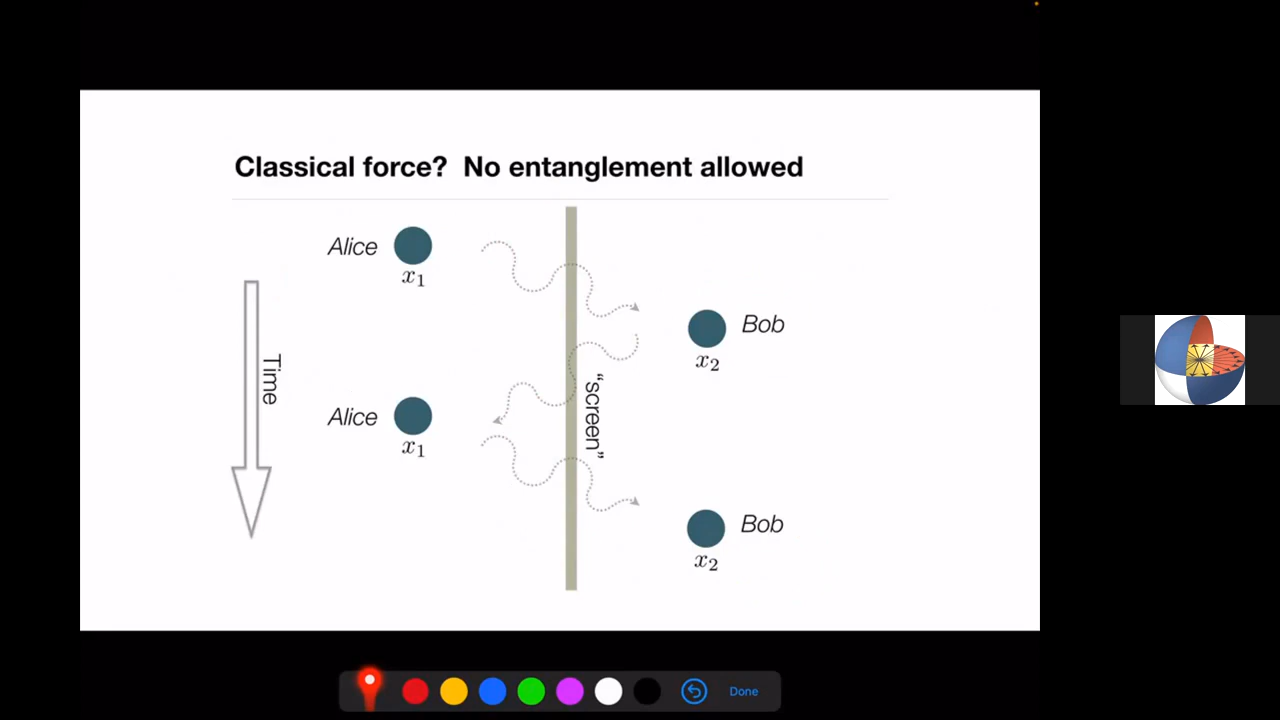 Classical force? No entanglement allowed
Alice
x₁
Bob
x₂
Time
"screen"
Alice
x₁
Bob
x₂
Done